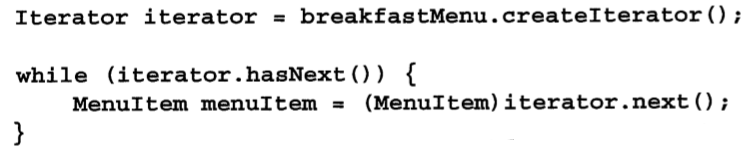 Iterator iterator = breakfastMenu.createIterator();
while (iterator.hasNext()) {
    MenuItem menuItem = (MenuItem)iterator.next();
}